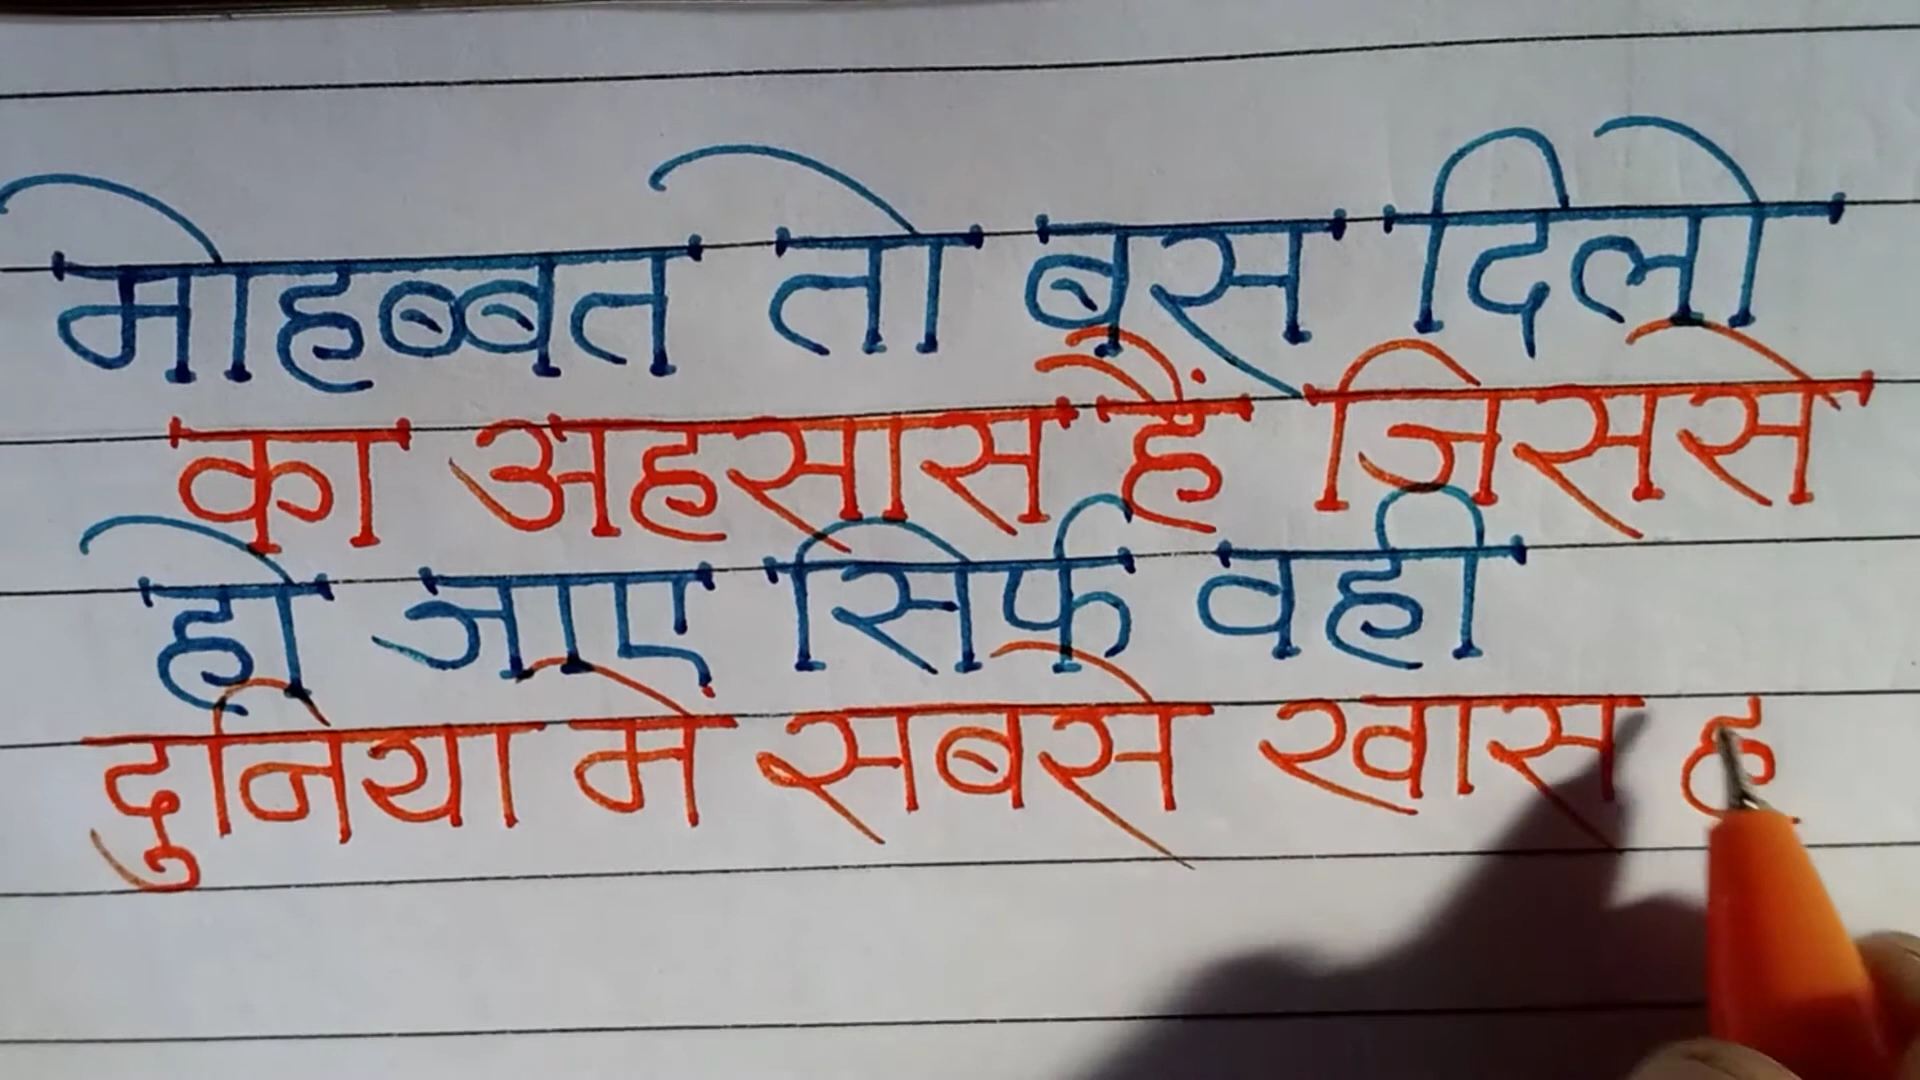 मोहब्बत तो बस दिलो
का अहसास हैं जिससे
हो जाए सिर्फ वही
दुनिया में सबसे खास ह